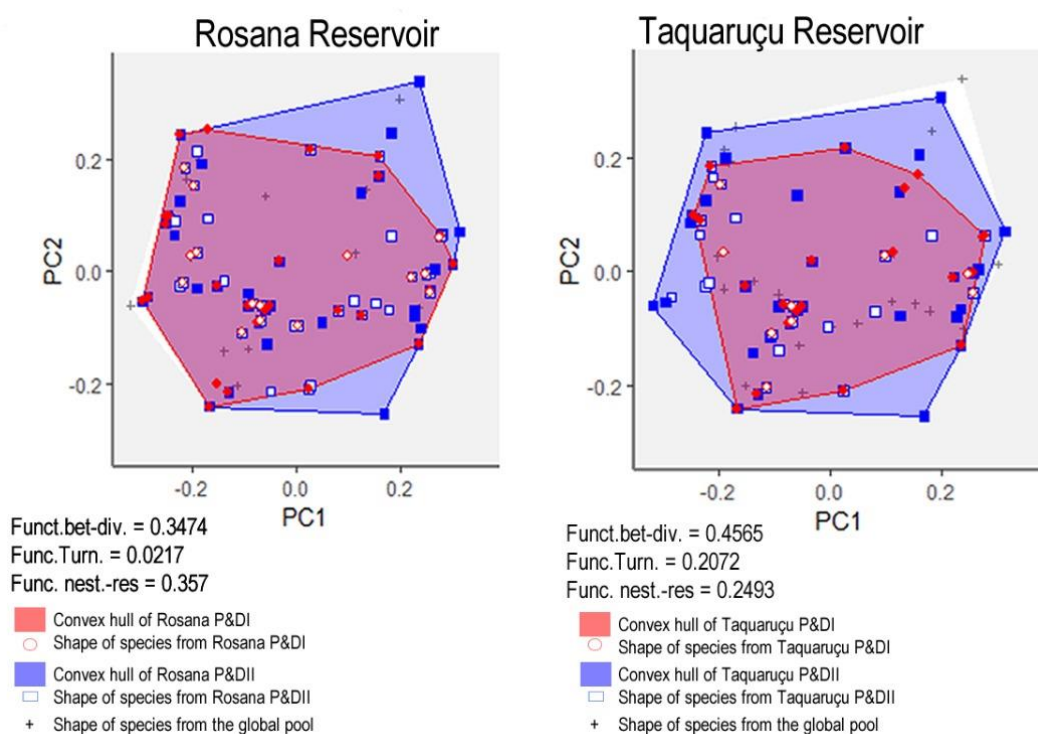 Rosana Reservoir
Taquaruçu Reservoir
PC2
0.2
0.0
-0.2
-0.2
0.0
0.2
PC1
PC2
0.2
0.0
-0.2
-0.2
0.0
0.2
PC1
Funct.bet-div. = 0.3474
Func.Turn. = 0.0217
Func. nest.-res = 0.357
Convex hull of Rosana P&DI
Shape of species from Rosana P&DI
Convex hull of Rosana P&DII
Shape of species from Rosana P&DII
Shape of species from the global pool
Funct.bet-div. = 0.4565
Func.Turn. = 0.2072
Func. nest.-res = 0.2493
Convex hull of Taquaruçu P&DI
Shape of species from Taquaruçu P&DI
Convex hull of Taquaruçu P&DII
Shape of species from Taquaruçu P&DII
Shape of species from the global pool